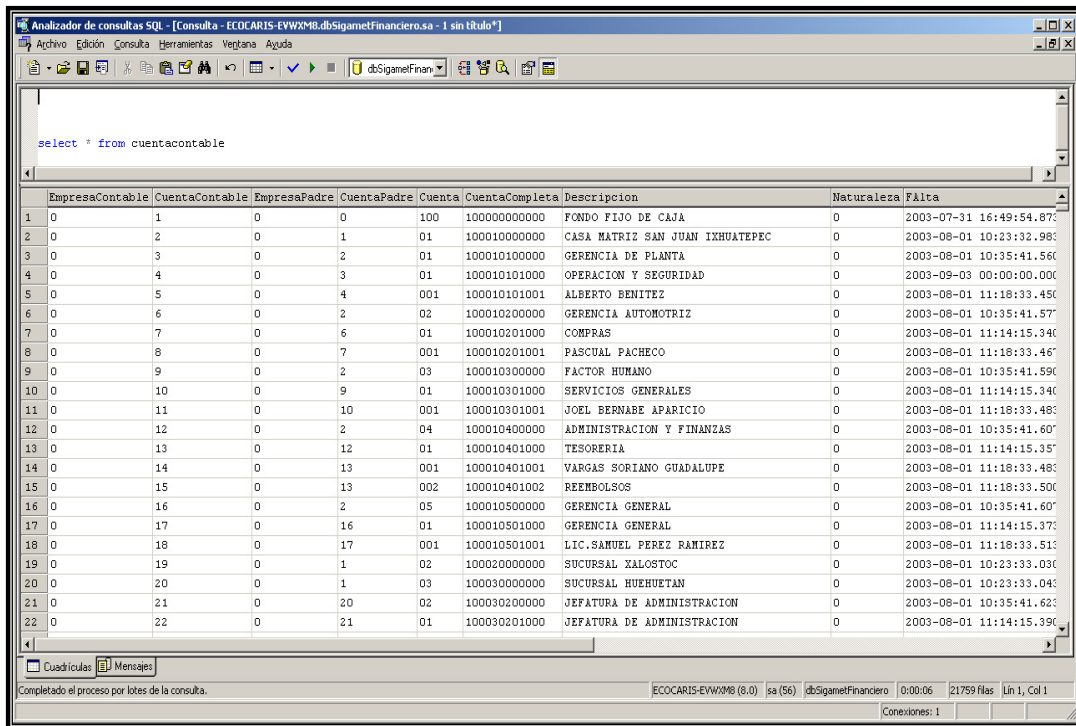 Analizador de consultas SQL - [Consulta - ECOCARIS-EVWXM8.dbSigametFinanciero.sa - 1 sin título*]
Archivo Edición Consulta Herramientas Ventana Ayuda
dbSigametFinan
select * from cuentacontable
EmpresaContable CuentaContable EmpresaPadre CuentaPadre Cuenta CuentaCompleta Descripcion Naturaleza FAlta
1 0 1 0 0 100 100000000000 FONDO FIJO DE CAJA 0 2003-07-31 16:49:54.873
2 0 2 0 1 01 100010000000 CASA MATRIZ SAN JUAN IXHUATEPEC 0 2003-08-01 10:23:32.983
3 0 3 0 2 01 100010100000 GERENCIA DE PLANTA 0 2003-08-01 10:35:41.560
4 0 4 0 3 01 100010101000 OPERACION Y SEGURIDAD 0 2003-09-03 00:00:00.000
5 0 5 0 4 001 100010101001 ALBERTO BENITEZ 0 2003-08-01 11:18:33.450
6 0 6 0 2 02 100010200000 GERENCIA AUTOMOTRIZ 0 2003-08-01 10:35:41.577
7 0 7 0 6 01 100010201000 COMPRAS 0 2003-08-01 11:14:15.340
8 0 8 0 7 001 100010201001 PASCUAL PACHECO 0 2003-08-01 11:18:33.467
9 0 9 0 2 03 100010300000 FACTOR HUMANO 0 2003-08-01 10:35:41.590
10 0 10 0 9 01 100010301000 SERVICIOS GENERALES 0 2003-08-01 11:14:15.340
11 0 11 0 10 001 100010301001 JOEL BERNABE APARICIO 0 2003-08-01 11:18:33.483
12 0 12 0 2 04 100010400000 ADMINISTRACION Y FINANZAS 0 2003-08-01 10:35:41.607
13 0 13 0 12 01 100010401000 TESORERIA 0 2003-08-01 11:14:15.357
14 0 14 0 13 001 100010401001 VARGAS SORIANO GUADALUPE 0 2003-08-01 11:18:33.483
15 0 15 0 13 002 100010401002 REEMBOLSOS 0 2003-08-01 11:18:33.500
16 0 16 0 2 05 100010500000 GERENCIA GENERAL 0 2003-08-01 10:35:41.607
17 0 17 0 16 01 100010501000 GERENCIA GENERAL 0 2003-08-01 11:14:15.373
18 0 18 0 17 001 100010501001 LIC.SAMUEL PEREZ RAMIREZ 0 2003-08-01 11:18:33.513
19 0 19 0 1 02 100020000000 SUCURSAL XALOSTOC 0 2003-08-01 10:23:33.030
20 0 20 0 1 03 100030000000 SUCURSAL HUEHUETAN 0 2003-08-01 10:23:33.043
21 0 21 0 20 02 100030200000 JEFATURA DE ADMINISTRACION 0 2003-08-01 10:35:41.623
22 0 22 0 21 01 100030201000 JEFATURA DE ADMINISTRACION 0 2003-08-01 11:14:15.390
Cuadrículas Mensajes
Completado el proceso por lotes de la consulta. ECOCARIS-EVWXM8 (8.0) sa (56) dbSigametFinanciero 0:00:06 21759 filas Lín 1, Col 1
Conexiones: 1